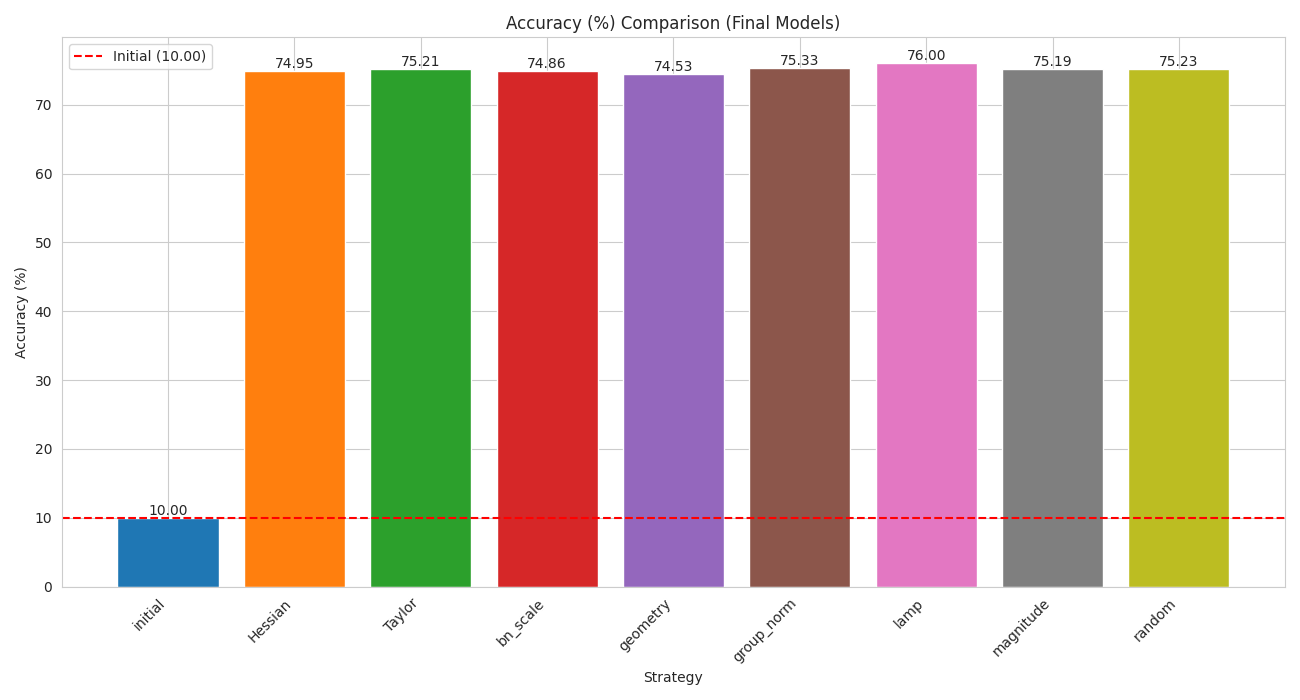 Accuracy (%) Comparison (Final Models)
Initial (10.00)
10.00
74.95
75.21
74.86
74.53
75.33
76.00
75.19
75.23
Accuracy (%)
70
60
50
40
30
20
10
0
initial
Hessian
Taylor
bn_scale
geometry
group_norm
lamp
magnitude
random
Strategy